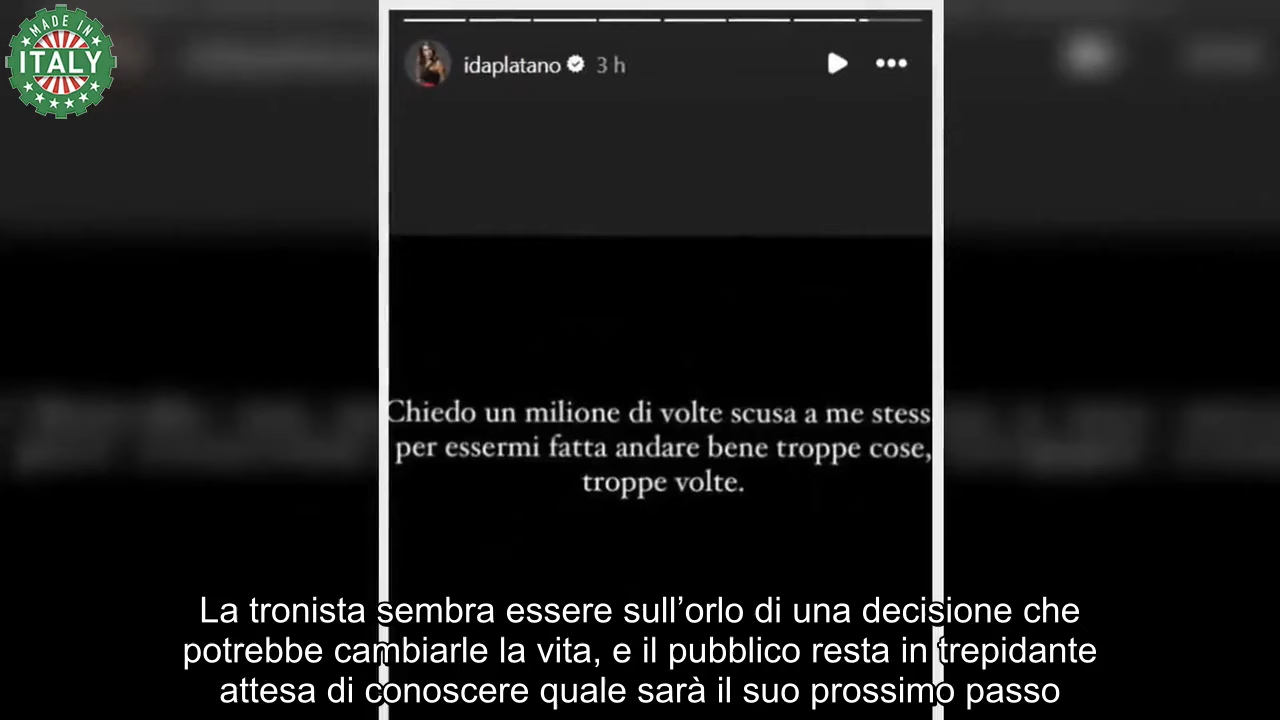 MADE IN
ITALY
idaplatano 3 h
Chiedo un milione di volte scusa a me stess
per essermi fatta andare bene troppe cose,
troppe volte.
La tronista sembra essere sull’orlo di una decisione che
potrebbe cambiarle la vita, e il pubblico resta in trepidante
attesa di conoscere quale sarà il suo prossimo passo